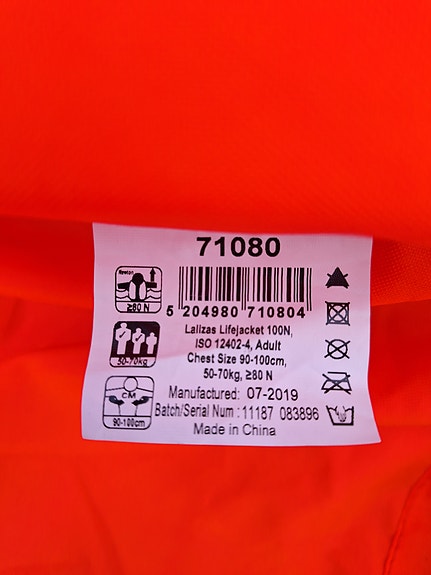 71080
≥80 N
5 204980 710804
Lalizas Lifejacket 100N,
ISO 12402-4, Adult
Chest Size 90-100cm,
50-70kg, ≥80 N
50-70kg
CM
90-100cm
Manufactured: 07-2019
Batch/Serial Num : 11187 083896
Made in China